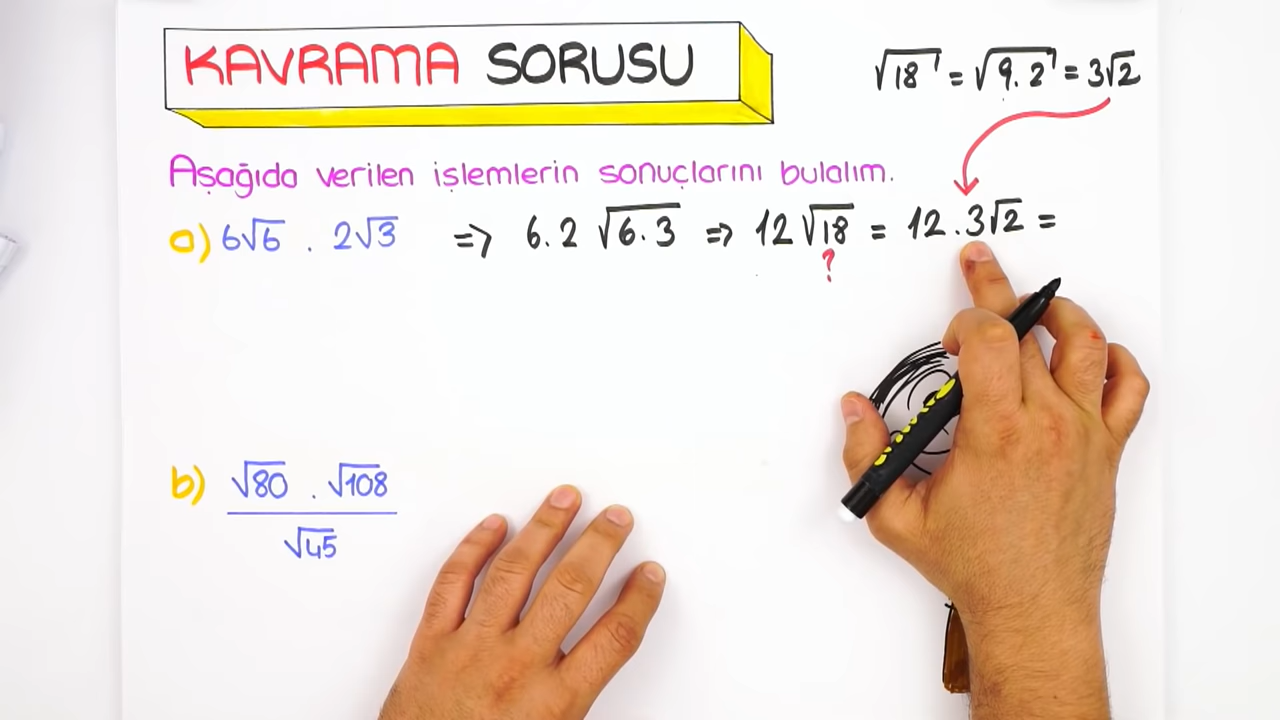 KAVRAMA SORUSU
√18 = √9.2 = 3√2
Aşağıda verilen işlemlerin sonuçlarını bulalım.
a) 6√6 . 2√3 => 6.2 √6.3 => 12√18 = 12.3√2 =
?
b) √80 . √108
√45